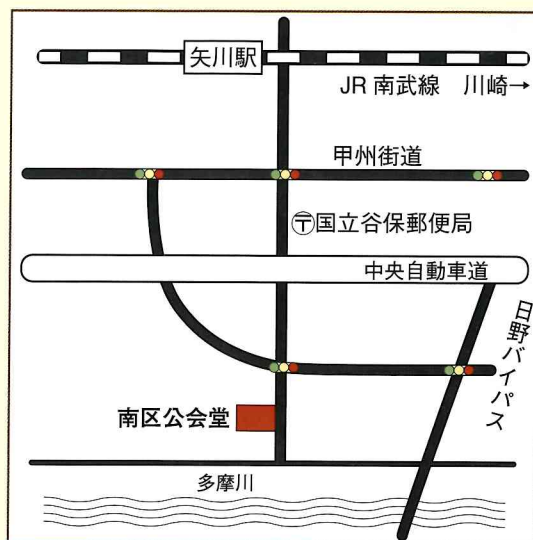 矢川駅
JR 南武線 川崎→
甲州街道
〒国立谷保郵便局
中央自動車道
日野バイパス
南区公会堂
多摩川